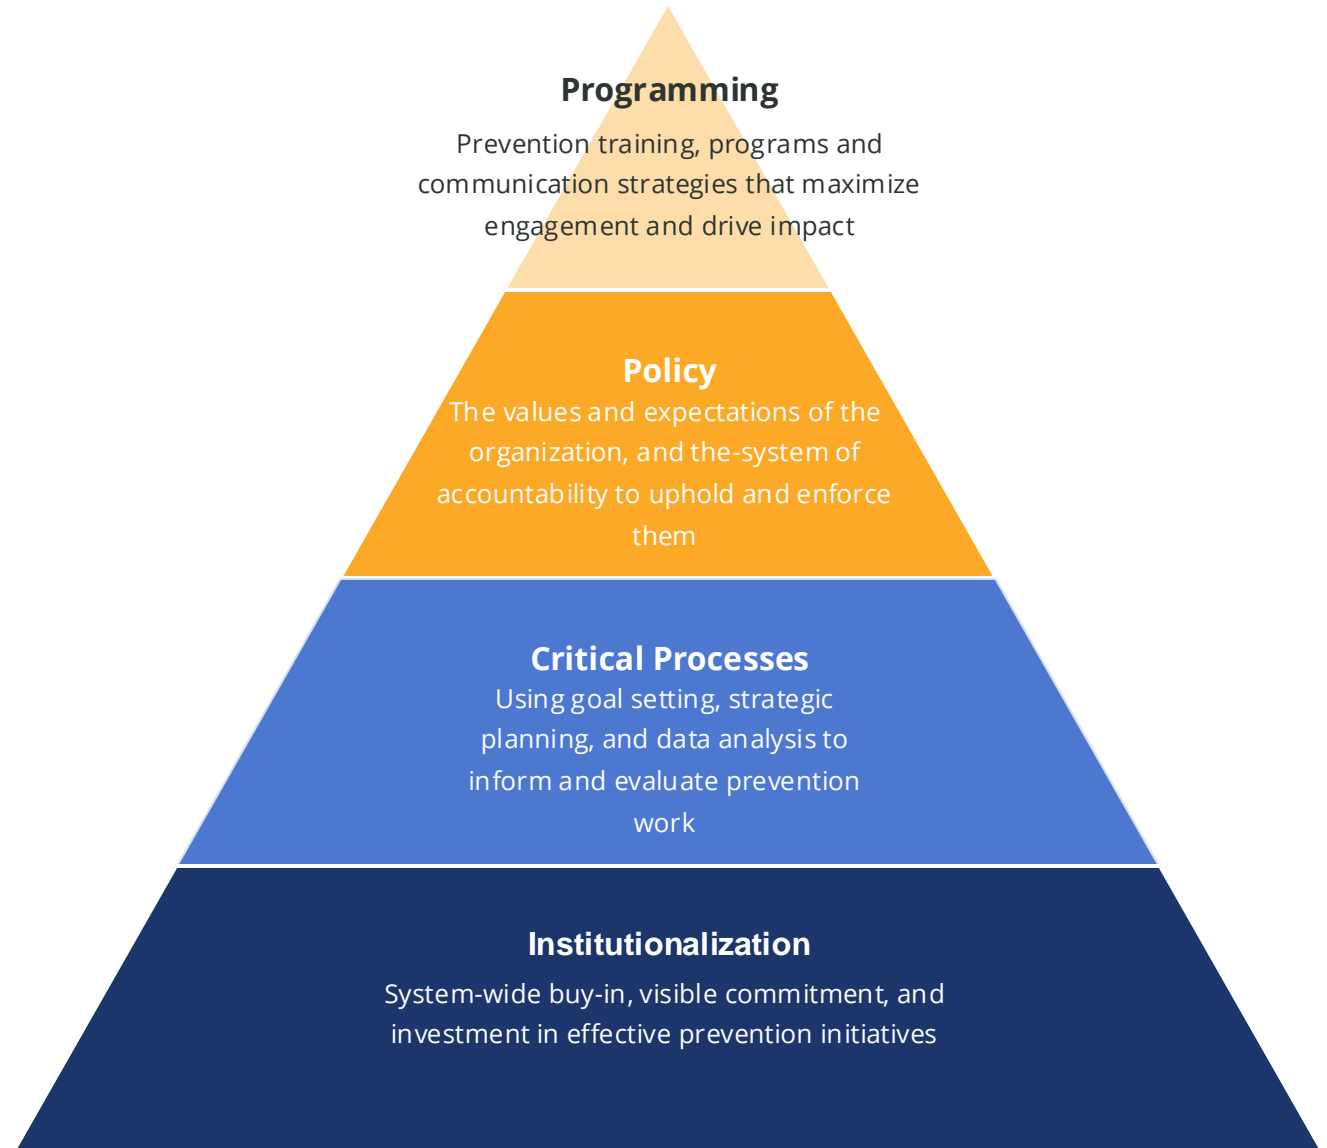 Programming
Prevention training, programs and
communication strategies that maximize
engagement and drive impact
Policy
The values and expectations of the
organization, and the-system of
accountability to uphold and enforce
them
Critical Processes
Using goal setting, strategic
planning, and data analysis to
inform and evaluate prevention
work
Institutionalization
System-wide buy-in, visible commitment, and
investment in effective prevention initiatives